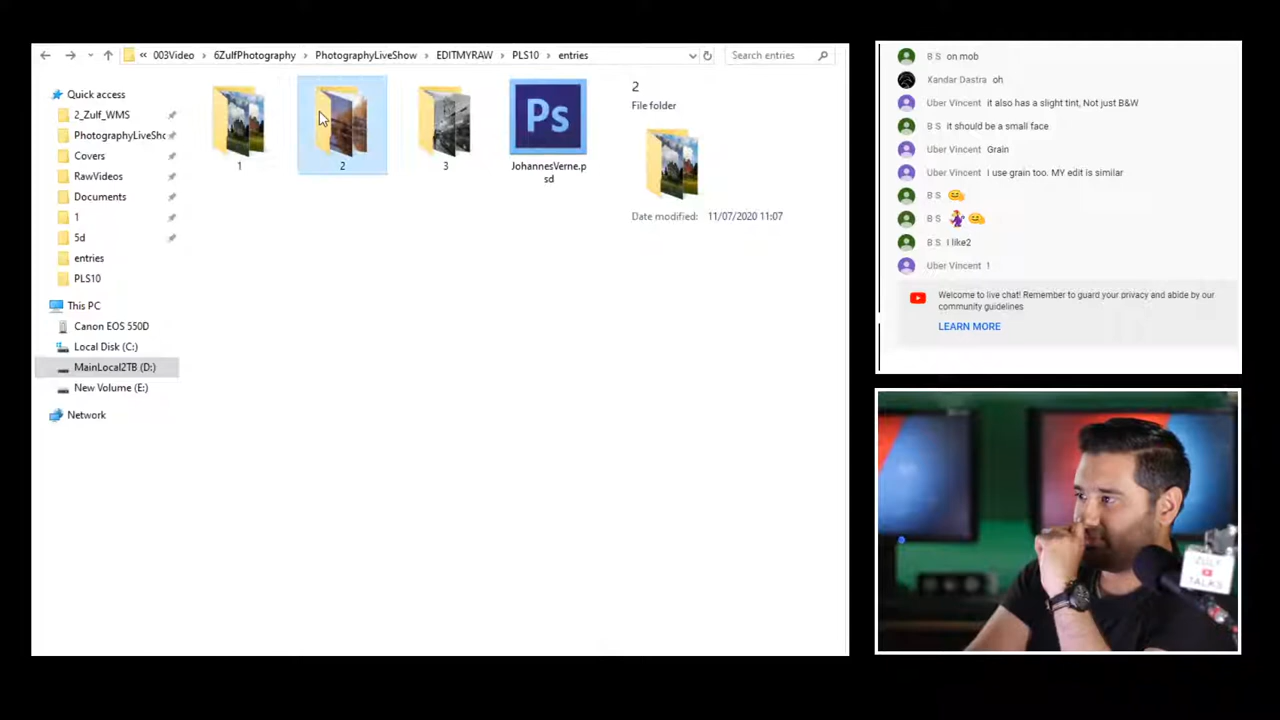 « 003Video › 6ZulfPhotography › PhotographyLiveShow › EDITMYRAW › PLS10 › entries
Search entries
Quick access
2_Zulf_WMS
PhotographyLiveSho
Covers
RawVideos
Documents
1
5d
entries
PLS10
This PC
Canon EOS 550D
Local Disk (C:)
MainLocal2TB (D:)
New Volume (E:)
Network
1
2
3
Ps
JohannesVerne.p
sd
2
File folder
Date modified: 11/07/2020 11:07
B S on mob
Xandar Dastra oh
Uber Vincent it also has a slight tint, Not just B&W
B S it should be a small face
Uber Vincent Grain
Uber Vincent I use grain too. MY edit is similar
B S 😊
B S 🤷‍♀️😊
B S I like2
Uber Vincent 1
Welcome to live chat! Remember to guard your privacy and abide by our
community guidelines
LEARN MORE
ZULF
TALKS